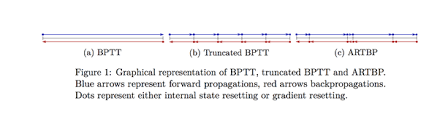 (a) BPTT (b) Truncated BPTT (c) ARTBP
Figure 1: Graphical representation of BPTT, truncated BPTT and ARTBP.
Blue arrows represent forward propagations, red arrows backpropagations.
Dots represent either internal state resetting or gradient resetting.